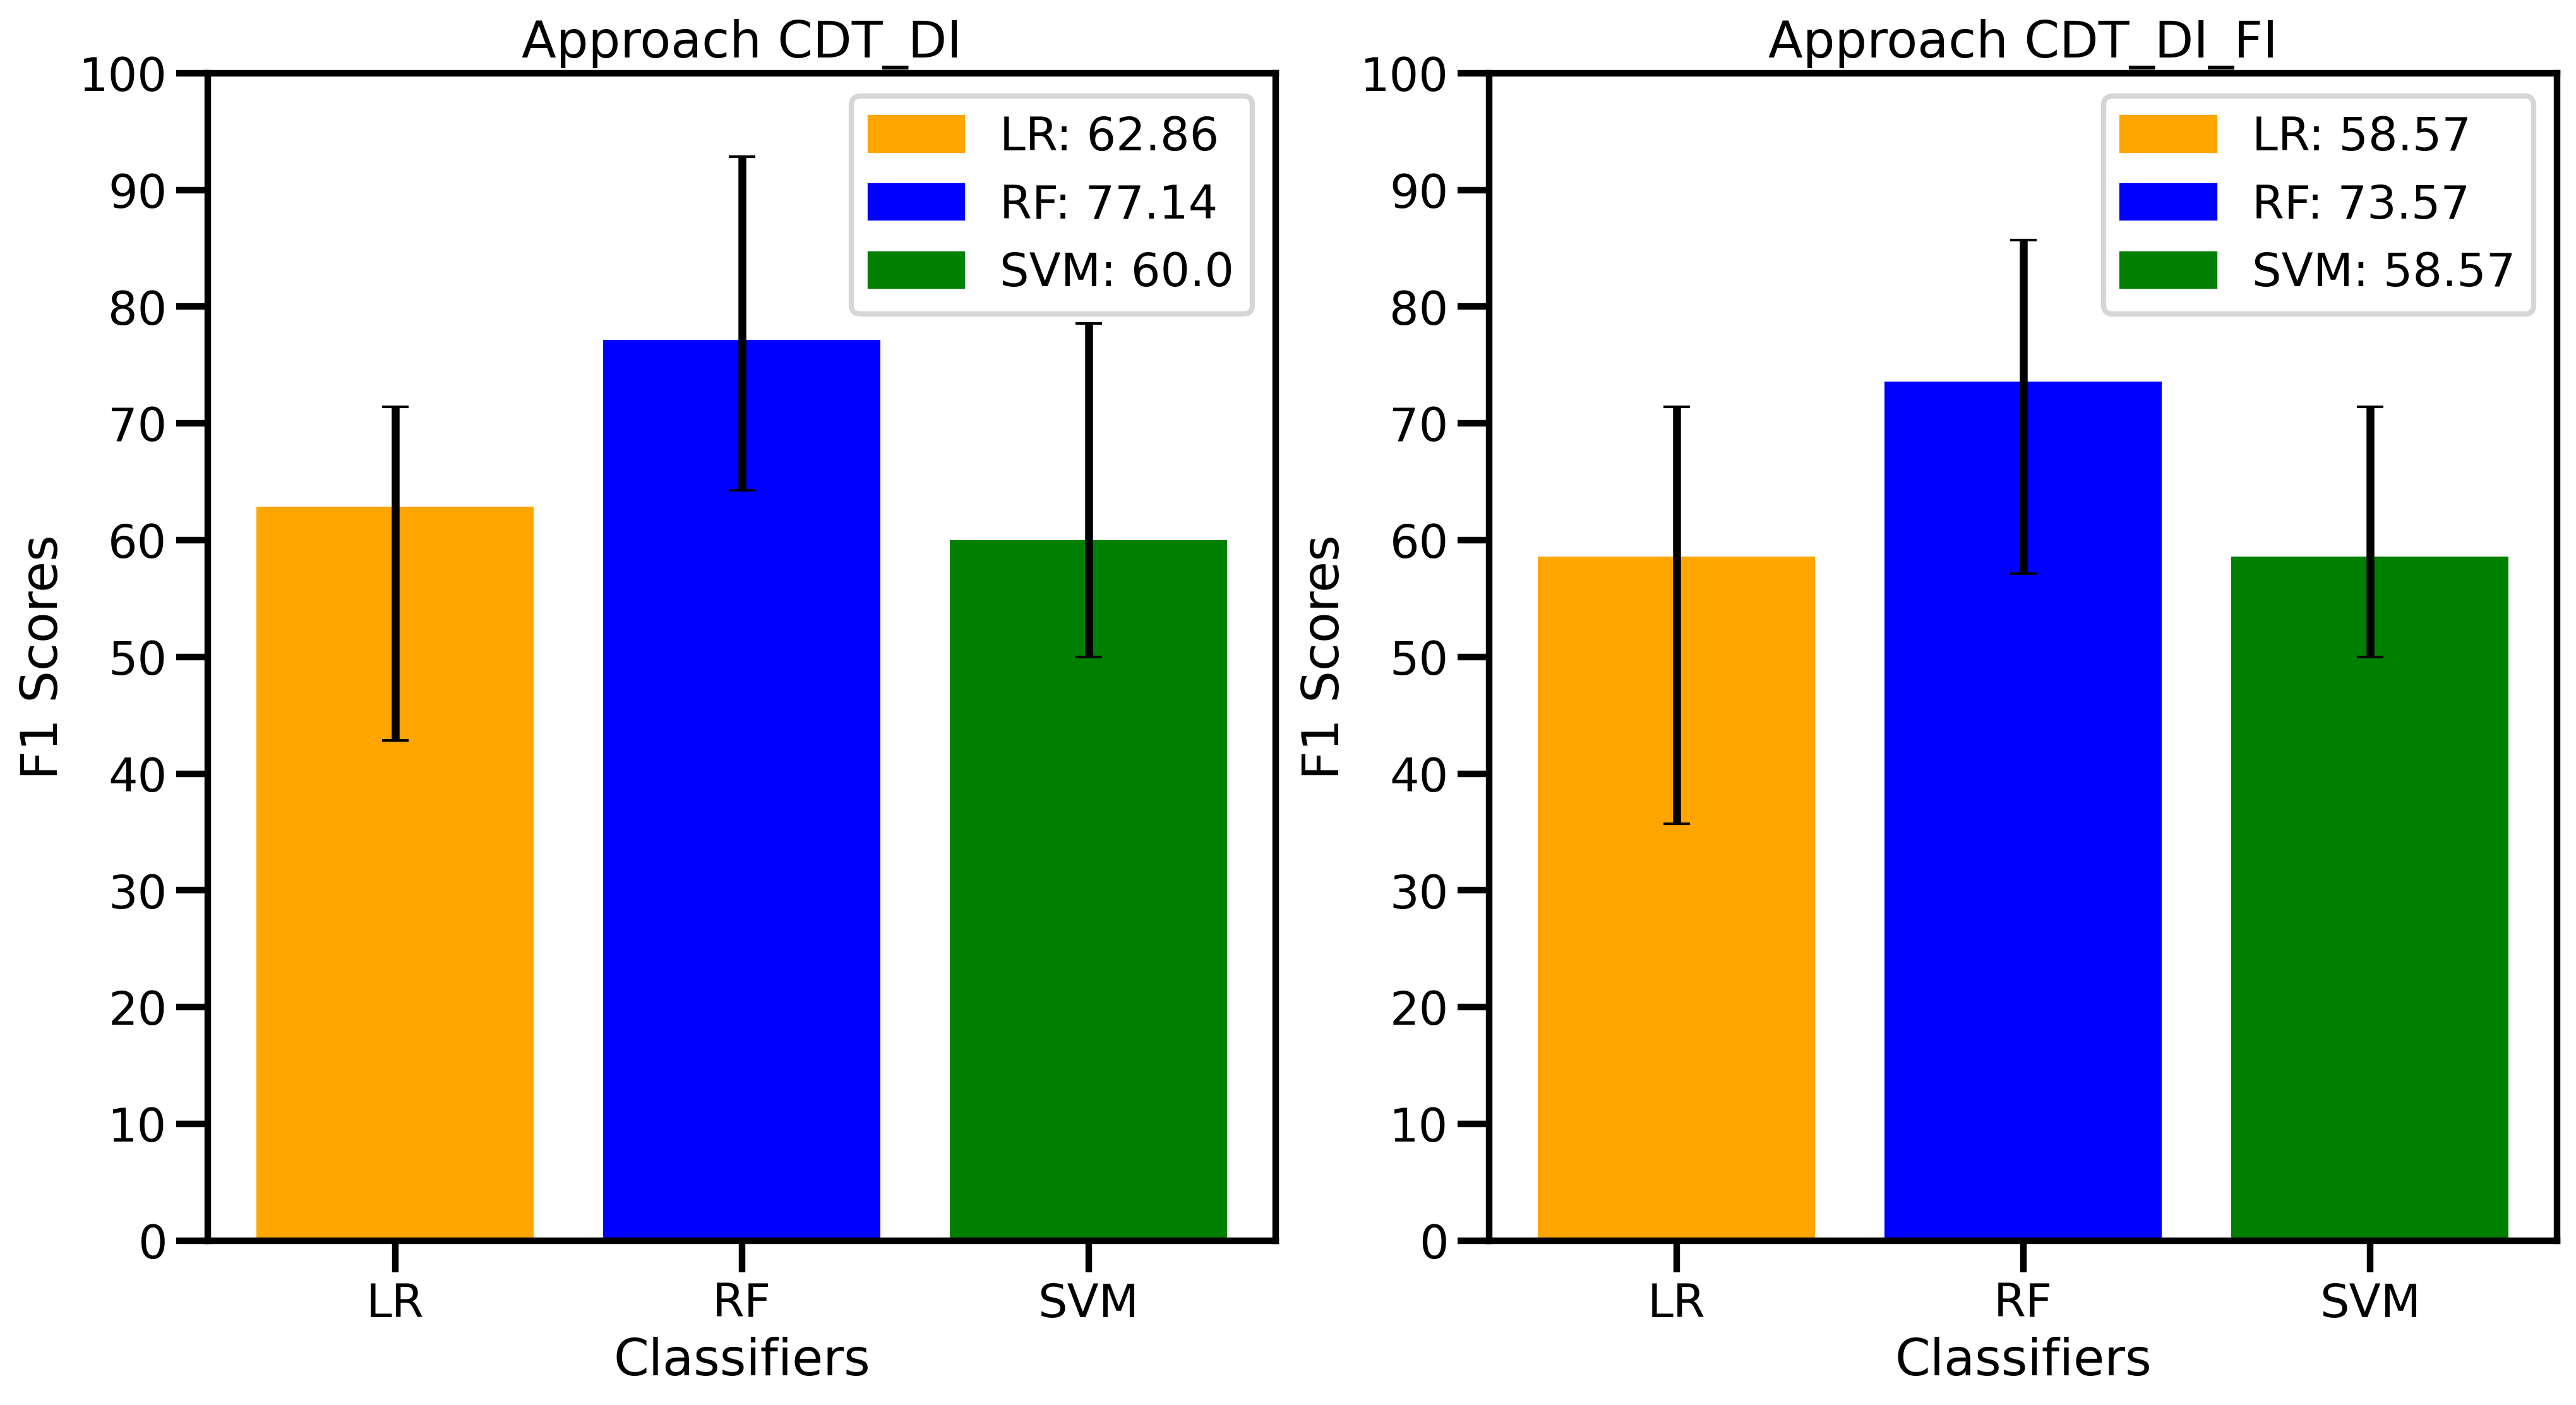 Approach CDT_DI
100
90
80
70
60
50
40
30
20
10
0
F1 Scores
LR: 62.86
RF: 77.14
SVM: 60.0
LR
RF
SVM
Classifiers
Approach CDT_DI_FI
100
90
80
70
60
50
40
30
20
10
0
F1 Scores
LR: 58.57
RF: 73.57
SVM: 58.57
LR
RF
SVM
Classifiers